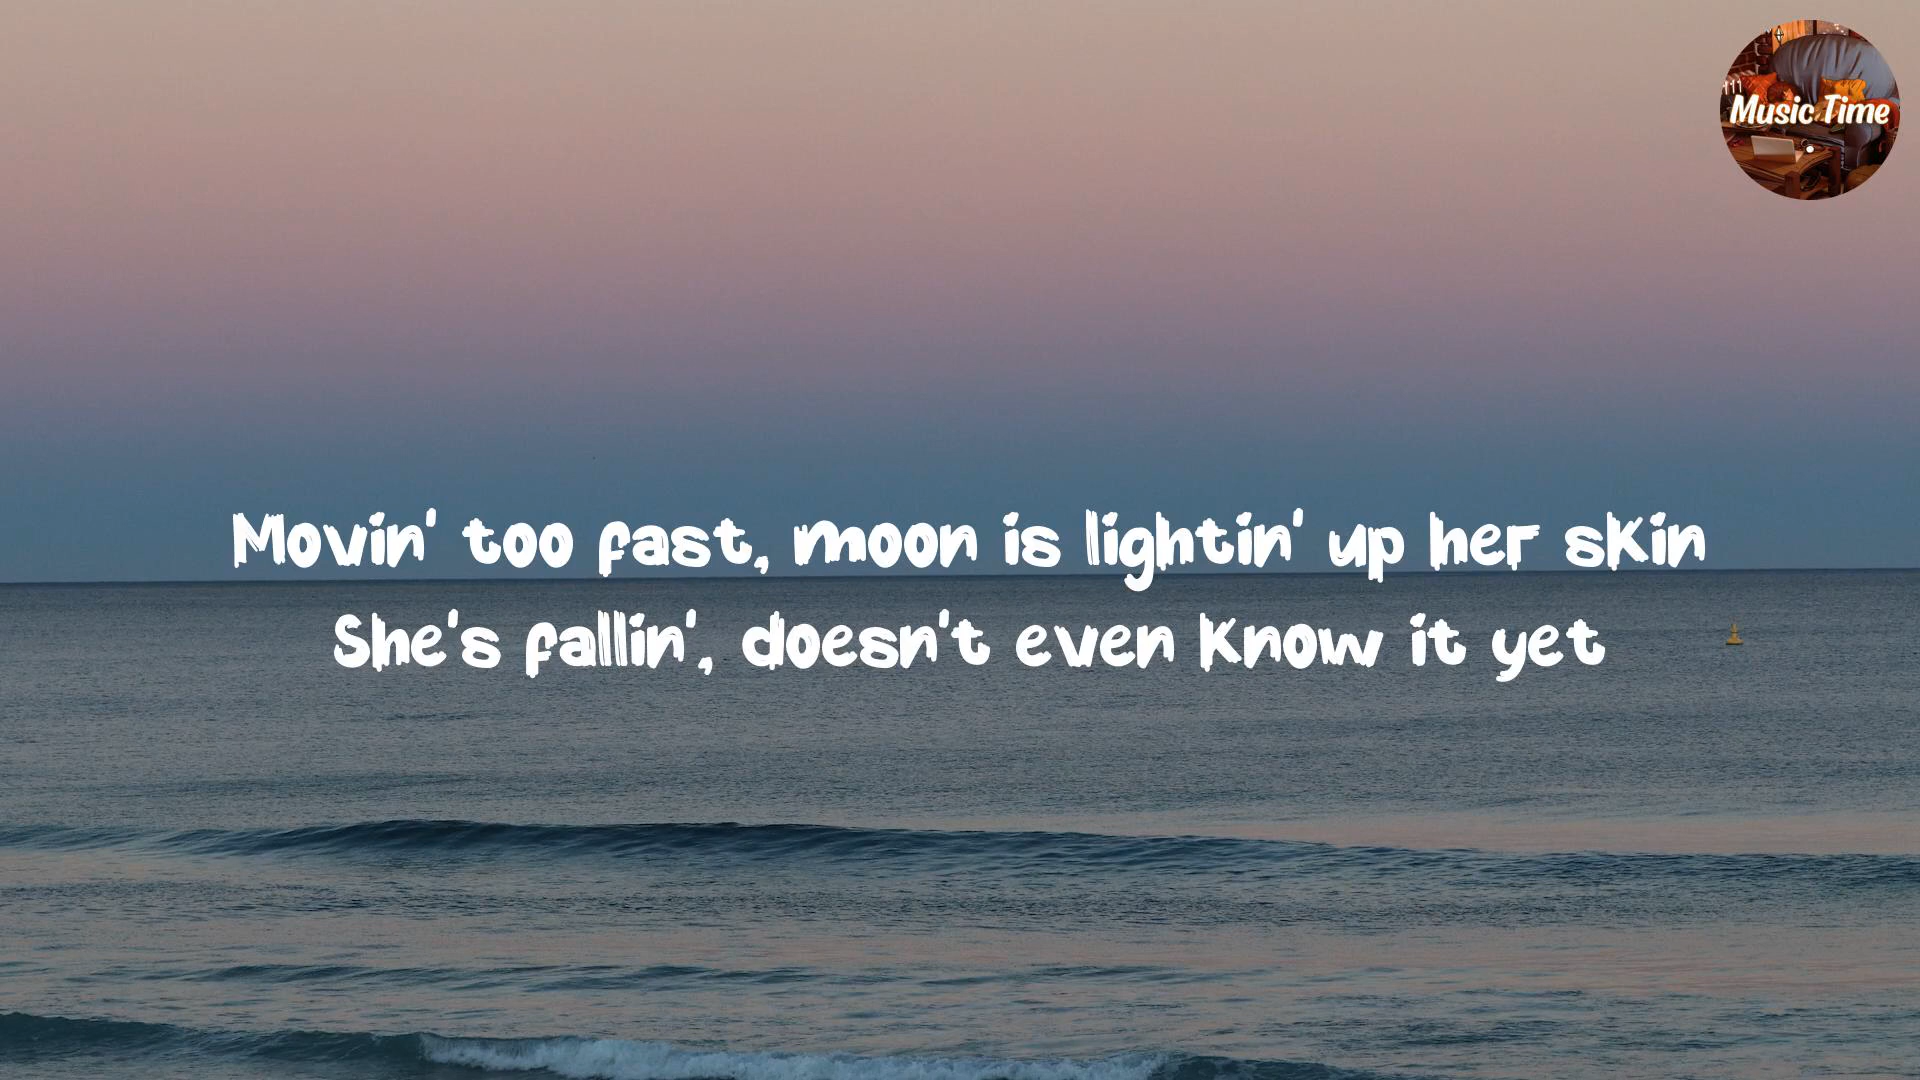 Music Time
Movin' too fast, moon is lightin' up her skin
She's fallin', doesn't even know it yet